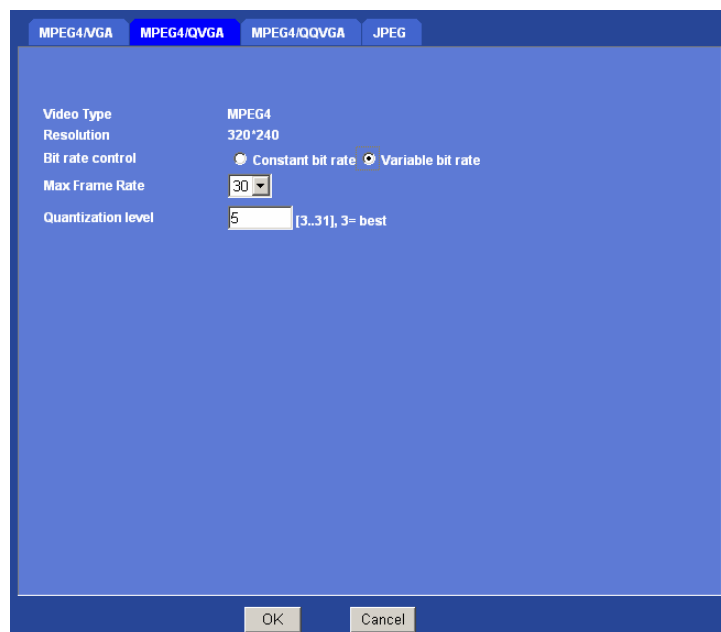 MPEG4/VGA MPEG4/QVGA MPEG4/QQVGA JPEG
Video Type MPEG4
Resolution 320*240
Bit rate control Constant bit rate Variable bit rate
Max Frame Rate 30
Quantization level 5 [3..31], 3= best
OK Cancel